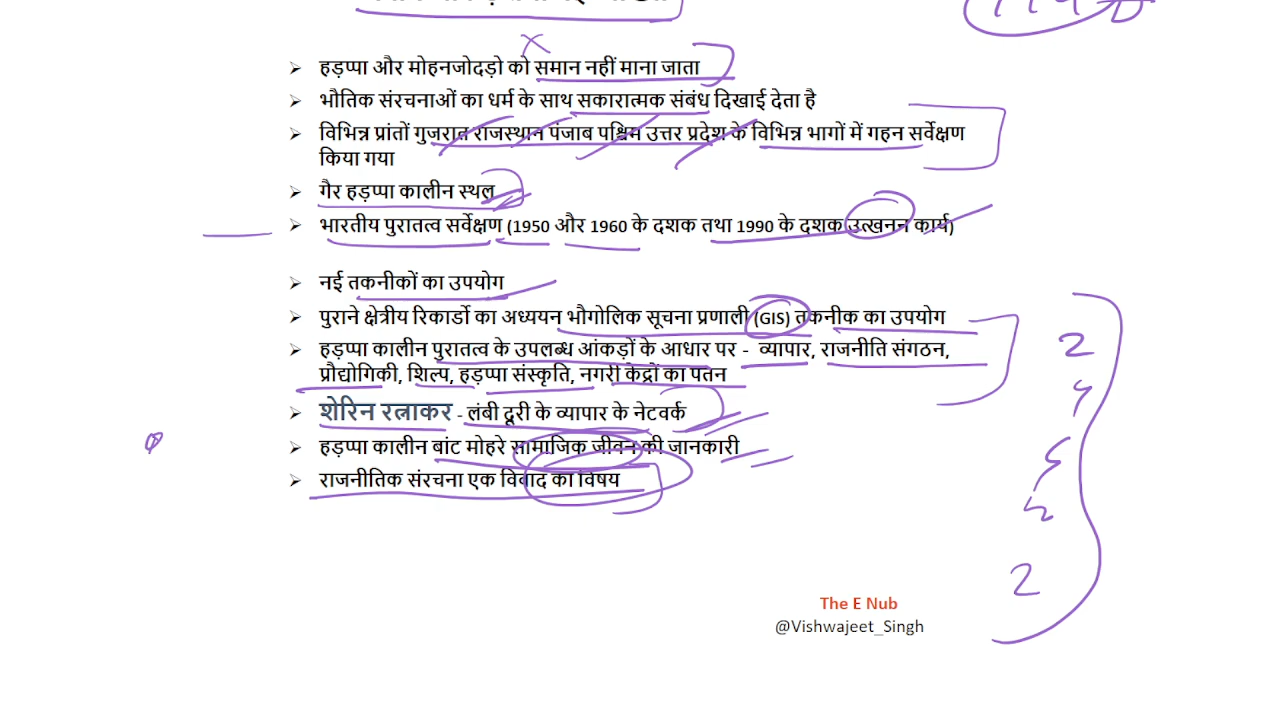 ➢ हड़प्पा और मोहनजोदड़ो को समान नहीं माना जाता
➢ भौतिक संरचनाओं का धर्म के साथ सकारात्मक संबंध दिखाई देता है
➢ विभिन्न प्रांतों गुजरात राजस्थान पंजाब पश्चिम उत्तर प्रदेश के विभिन्न भागों में गहन सर्वेक्षण
किया गया
➢ गैर हड़प्पा कालीन स्थल
➢ भारतीय पुरातत्व सर्वेक्षण (1950 और 1960 के दशक तथा 1990 के दशक उत्खनन कार्य)
➢ नई तकनीकों का उपयोग
➢ पुराने क्षेत्रीय रिकार्डो का अध्ययन भौगोलिक सूचना प्रणाली (GIS) तकनीक का उपयोग
➢ हड़प्पा कालीन पुरातत्व के उपलब्ध आंकड़ों के आधार पर - व्यापार, राजनीति संगठन,
प्रौद्योगिकी, शिल्प, हड़प्पा संस्कृति, नगरी केंद्रों का पतन
➢ शेरिन रत्नाकर - लंबी दूरी के व्यापार के नेटवर्क
➢ हड़प्पा कालीन बांट मोहरे सामाजिक जीवन की जानकारी
➢ राजनीतिक संरचना एक विवाद का विषय
2
2
The E Nub
@Vishwajeet_Singh